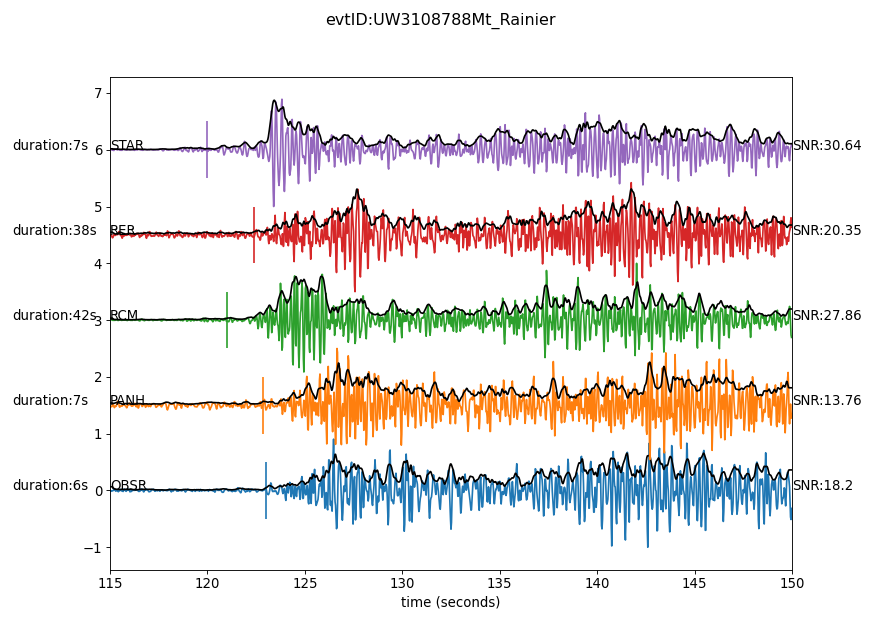 evtID:UW3108788Mt_Rainier
7
duration:7s STAR SNR:30.64
6
5
duration:38s RER SNR:20.35
4
duration:42s RCM SNR:27.86
3
2
duration:7s PANH SNR:13.76
1
duration:6s OBSR SNR:18.2
0
−1
115 120 125 130 135 140 145 150
time (seconds)